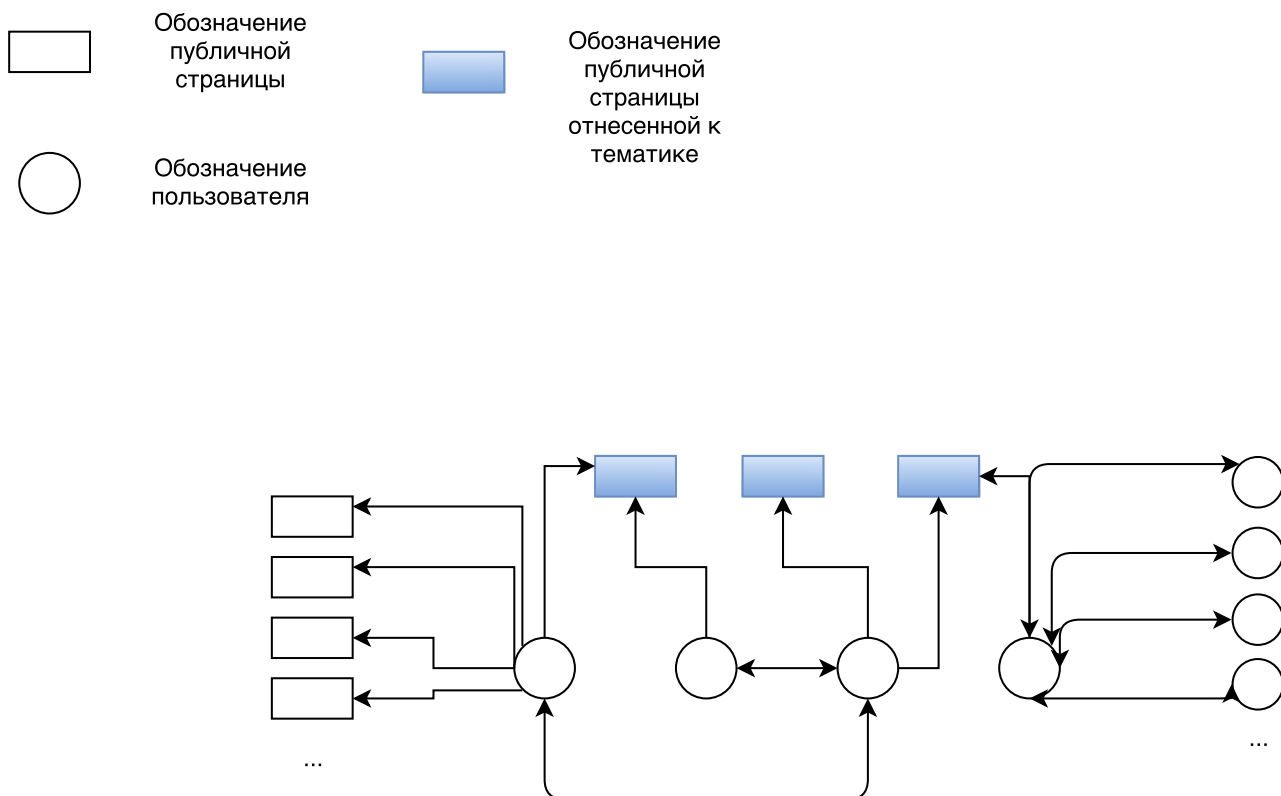 Обозначение
публичной
страницы
Обозначение
публичной
страницы
отнесенной к
тематике
Обозначение
пользователя
...
...